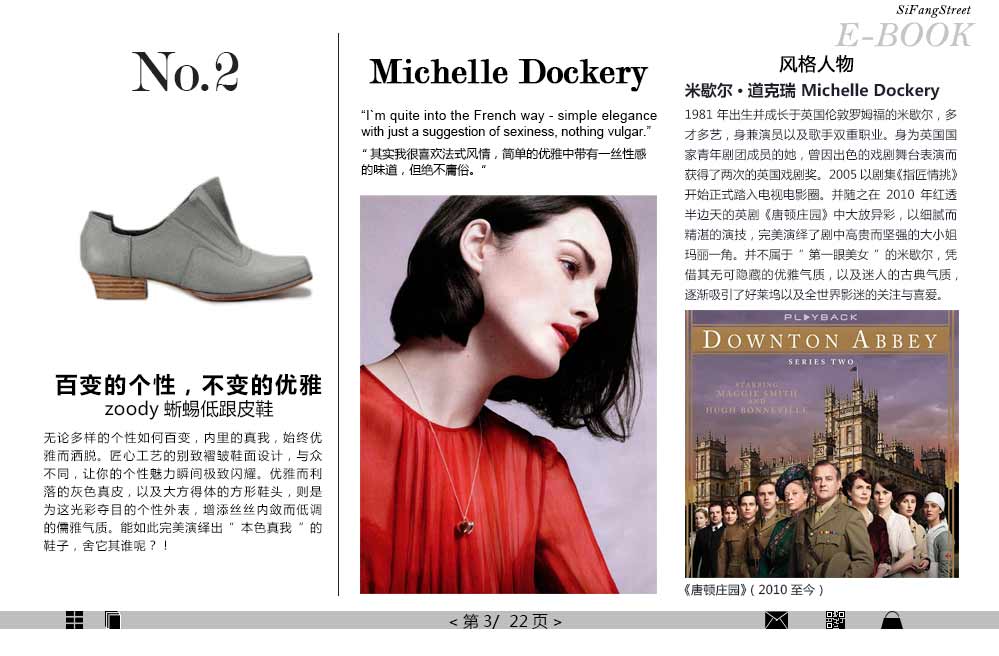 SiFangStreet
E-BOOK
No.2
百变的个性，不变的优雅
zoody 蜥蜴低跟皮鞋
无论多样的个性如何百变，内里的真我，始终优
雅而洒脱。匠心工艺的别致褶皱鞋面设计，与众
不同，让你的个性魅力瞬间极致闪耀。优雅而利
落的灰色真皮，以及大方得体的方形鞋头，则是
为这光彩夺目的个性外表，增添丝丝内敛而低调
的儒雅气质。能如此完美演绎出 ”本色真我 ”的
鞋子，舍它其谁呢？！
Michelle Dockery
“I`m quite into the French way - simple elegance
with just a suggestion of sexiness, nothing vulgar.”
“ 其实我很喜欢法式风情，简单的优雅中带有一丝性感
的味道，但绝不庸俗。“
风格人物
米歇尔·道克瑞 Michelle Dockery
1981 年出生并成长于英国伦敦罗姆福的米歇尔，多
才多艺，身兼演员以及歌手双重职业。身为英国国
家青年剧团成员的她，曾因出色的戏剧舞台表演而
获得了两次的英国戏剧奖。2005 以剧集《指匠情挑》
开始正式踏入电视电影圈。并随之在 2010 年红透
半边天的英剧《唐顿庄园》中大放异彩，以细腻而
精湛的演技，完美演绎了剧中高贵而坚强的大小姐
玛丽一角。并不属于 ” 第一眼美女 ” 的米歇尔，凭
借其无可隐藏的优雅气质，以及迷人的古典气质，
逐渐吸引了好莱坞以及全世界影迷的关注与喜爱。
PLAYBACK
DOWNTON ABBEY
SERIES TWO
STARRING
MAGGIE SMITH
AND
HUGH BONNEVILLE
《唐顿庄园》（ 2010 至今 ）
< 第 3/ 22 页 >